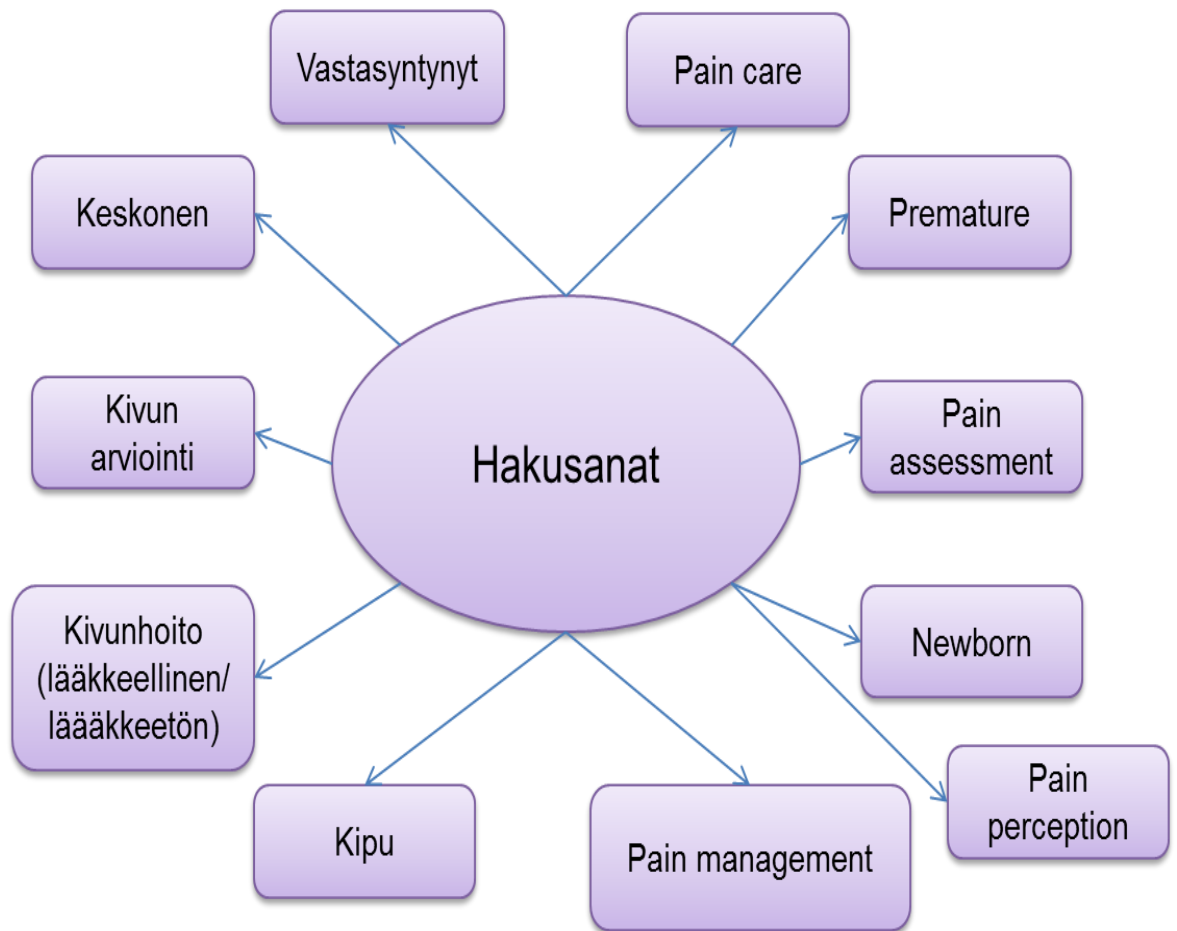 Vastasyntynyt
Pain care
Keskonen
Premature
Kivun
arviointi
Hakusanat
Pain
assessment
Kivunhoito
(lääkkeellinen/
läääkkeetön)
Newborn
Kipu
Pain management
Pain
perception